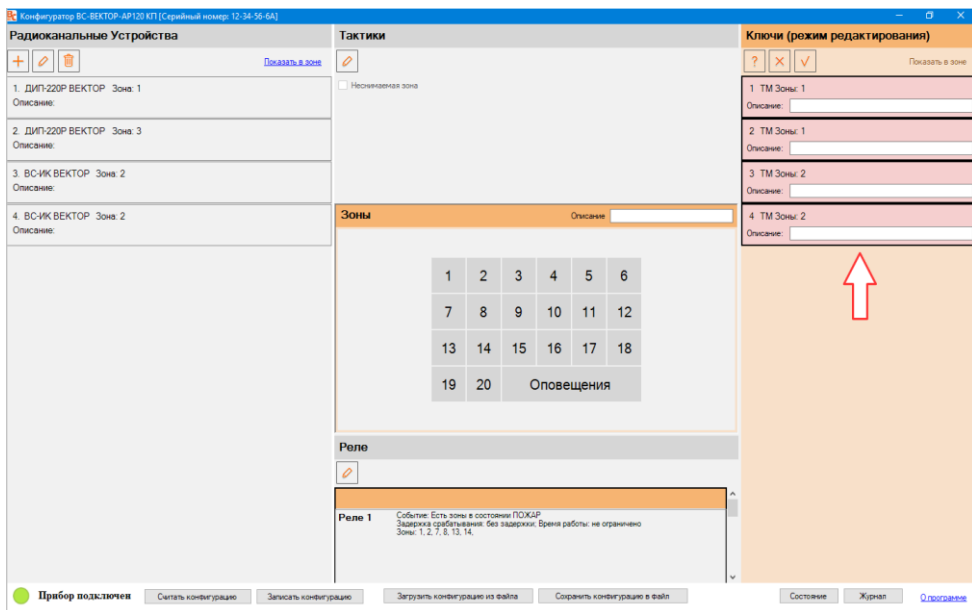 Конфигуратор ВС-ВЕКТОР-АР120 КП [Серийный номер: 12-34-56-6А]
Радиоканальные Устройства
Показать в зоне
1. ДИП-220Р ВЕКТОР Зона: 1
Описание:
2. ДИП-220Р ВЕКТОР Зона: 3
Описание:
3. ВС-ИК ВЕКТОР Зона: 2
Описание:
4. ВС-ИК ВЕКТОР Зона: 2
Описание:
Тактики
Неснимаемая зона
Зоны Описание
1 2 3 4 5 6
7 8 9 10 11 12
13 14 15 16 17 18
19 20 Оповещения
Реле
Реле 1
Событие: Есть зоны в состоянии ПОЖАР
Задержка срабатывания: без задержки; Время работы: не ограничено
Зоны: 1, 2, 7, 8, 13, 14,
Ключи (режим редактирования)
? Показать в зоне
1 ТМ Зоны: 1
Описание:
2 ТМ Зоны: 1
Описание:
3 ТМ Зоны: 2
Описание:
4 ТМ Зоны: 2
Описание:
Прибор подключен Считать конфигурацию Записать конфигурацию Загрузить конфигурацию из файла Сохранить конфигурацию в файл Состояние Журнал О программе